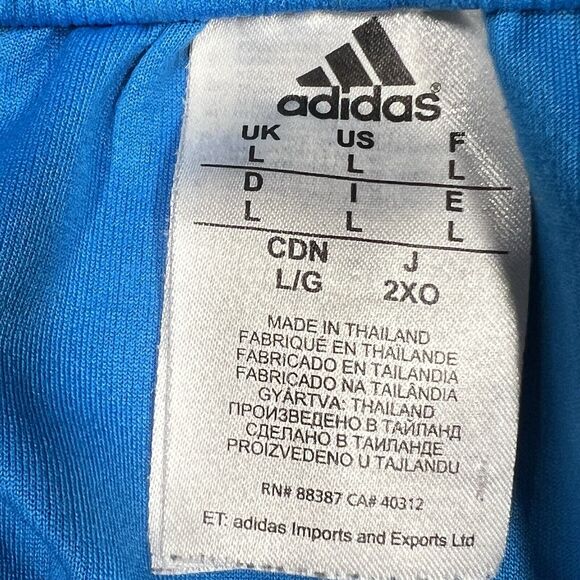 adidas®
UK US F
L L L
D I E
L L L
CDN J
L/G 2XO
MADE IN THAILAND
FABRIQUÉ EN THAÏLANDE
FABRICADO EN TAILANDIA
FABRICADO NA TAILÂNDIA
GYÁRTVA: THAILAND
ПРОИЗВЕДЕНО В ТАЙЛАНД
СДЕЛАНО В ТАИЛАНДЕ
PROIZVEDENO U TAJLANDU
RN# 88387 CA# 40312
ET: adidas Imports and Exports Ltd